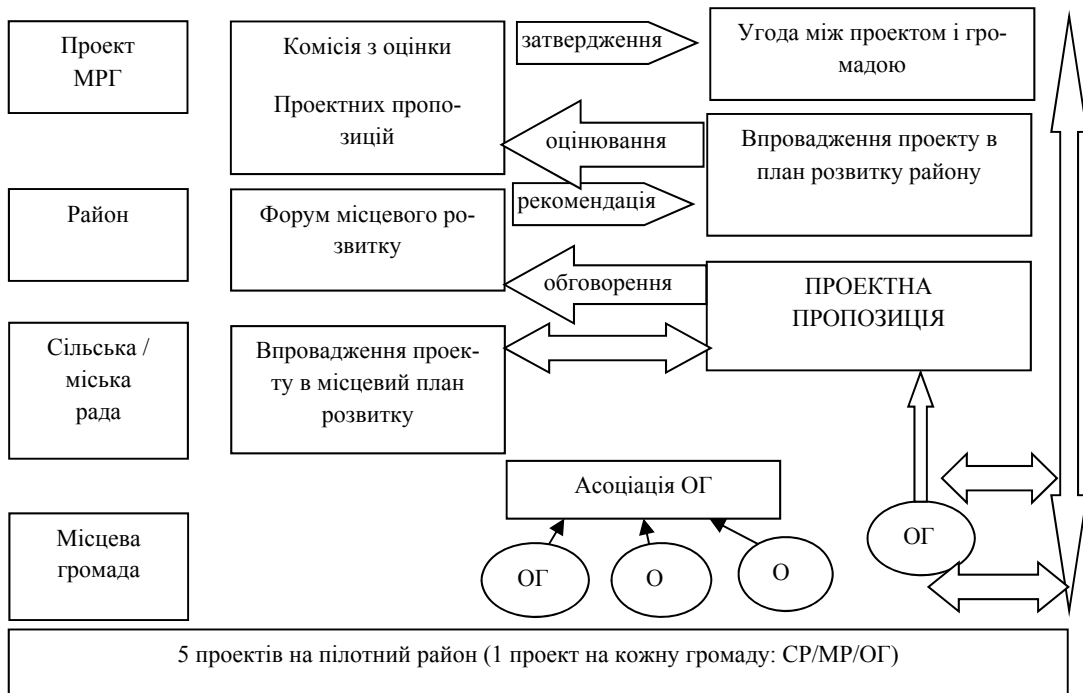 Проект
МРГ
Комісія з оцінки
Проектних пропо-
зицій
затвердження
Угода між проектом і гро-
мадою
оцінювання
Впровадження проекту в
план розвитку району
Район
Форум місцевого ро-
звитку
рекомендація
обговорення
ПРОЕКТНА
ПРОПОЗИЦІЯ
Сільська /
міська
рада
Впровадження проек-
ту в місцевий план
розвитку
Асоціація ОГ
Місцева
громада
ОГ
О
О
ОГ
5 проектів на пілотний район (1 проект на кожну громаду: СР/МР/ОГ)